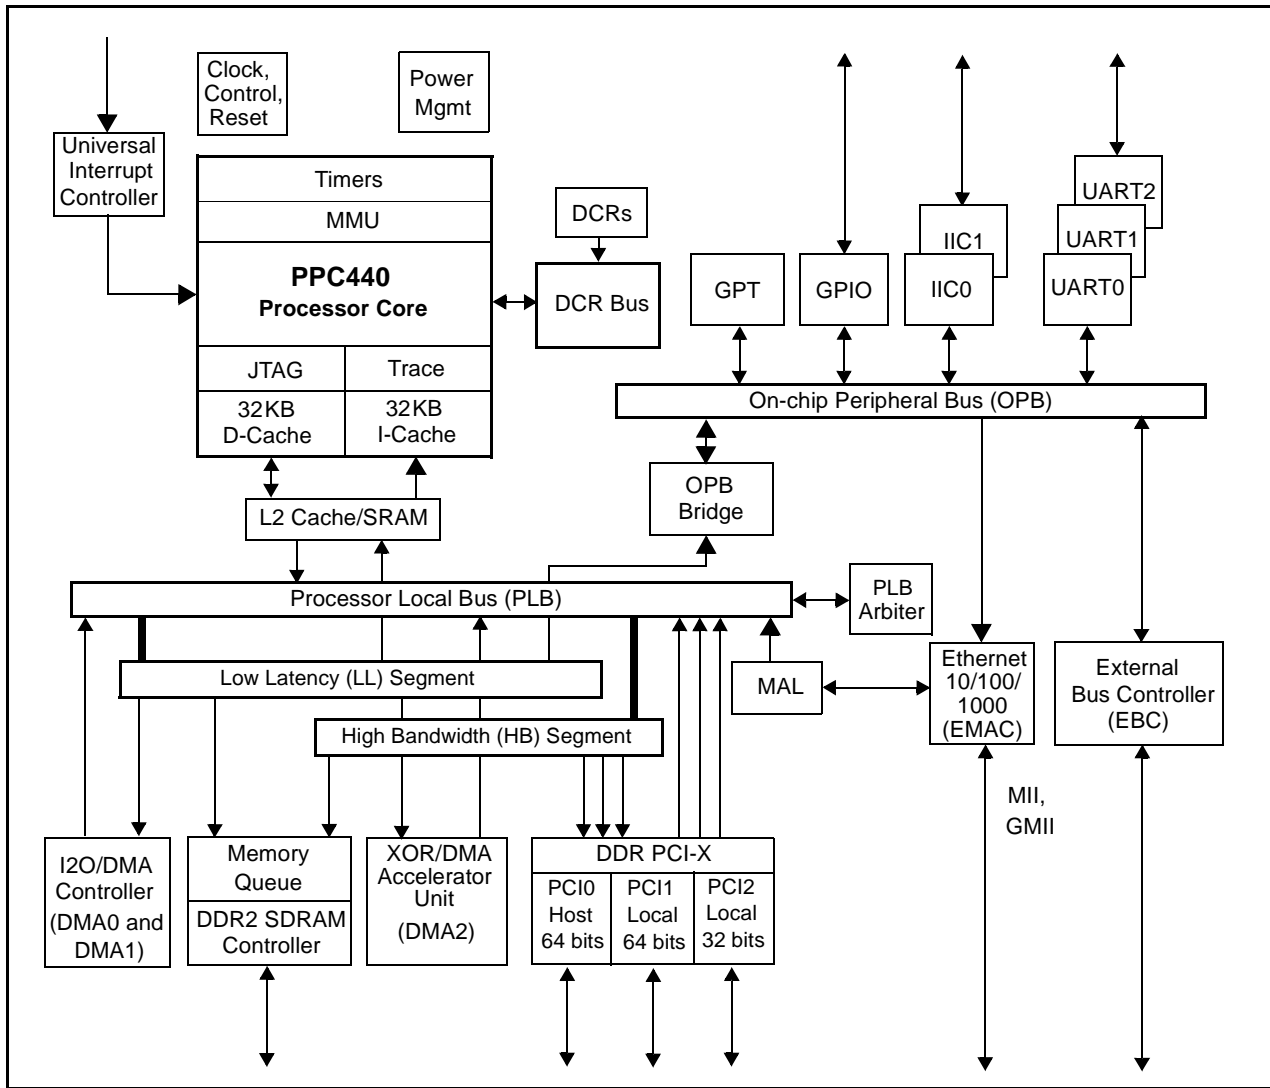 Clock,
Control,
Reset
Power
Mgmt
Universal
Interrupt
Controller
Timers
MMU
PPC440
Processor Core
JTAG
Trace
32KB
D-Cache
32KB
I-Cache
DCRs
DCR Bus
UART2
IIC1
UART1
GPT
GPIO
IIC0
UART0
On-chip Peripheral Bus (OPB)
L2 Cache/SRAM
OPB
Bridge
Processor Local Bus (PLB)
PLB
Arbiter
Low Latency (LL) Segment
MAL
Ethernet
10/100/
1000
(EMAC)
External
Bus Controller
(EBC)
High Bandwidth (HB) Segment
MII,
GMII
I2O/DMA
Controller
(DMA0 and
DMA1)
Memory
Queue
DDR2 SDRAM
Controller
XOR/DMA
Accelerator
Unit
(DMA2)
DDR PCI-X
PCI0
Host
64 bits
PCI1
Local
64 bits
PCI2
Local
32 bits